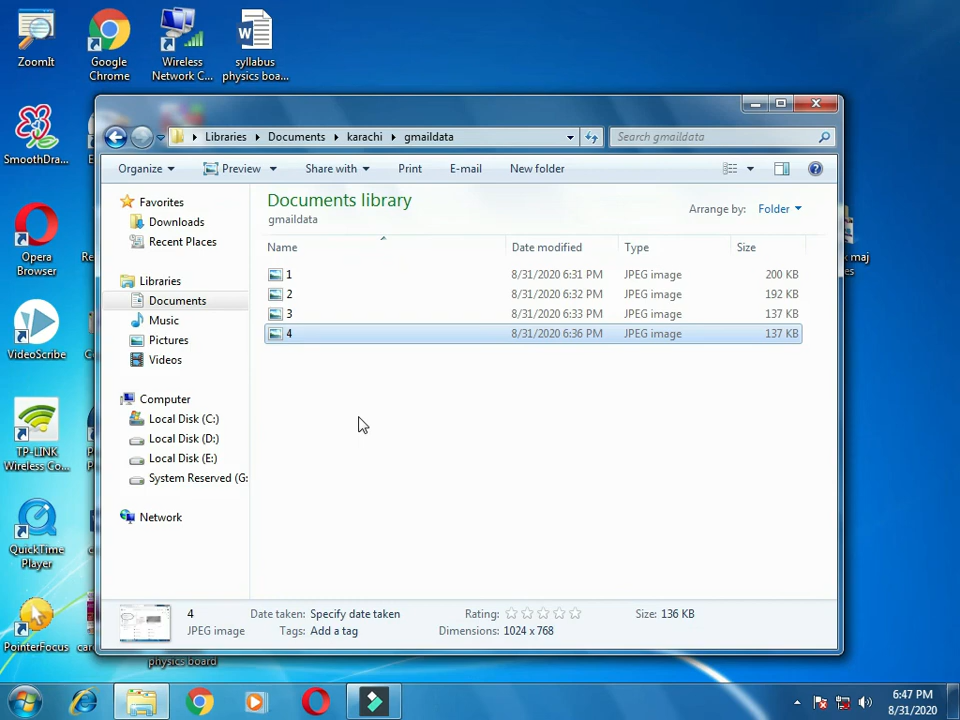 ZoomIt
Google
Chrome
Wireless
Network C...
syllabus
physics boa...
SmoothDra...
Opera
Browser
VideoScribe
TP-LINK
Wireless Co...
QuickTime
Player
PointerFocus
Libraries Documents karachi gmaildata
Search gmaildata
Organize Preview Share with Print E-mail New folder
Favorites
Downloads
Recent Places
Libraries
Documents
Music
Pictures
Videos
Computer
Local Disk (C:)
Local Disk (D:)
Local Disk (E:)
System Reserved (G:
Network
Documents library
gmaildata
Arrange by: Folder
Name Date modified Type Size
1 8/31/2020 6:31 PM JPEG image 200 KB
2 8/31/2020 6:32 PM JPEG image 192 KB
3 8/31/2020 6:33 PM JPEG image 137 KB
4 8/31/2020 6:36 PM JPEG image 137 KB
4 Date taken: Specify date taken Rating: Size: 136 KB
JPEG image Tags: Add a tag Dimensions: 1024 x 768
physics board
6:47 PM
8/31/2020